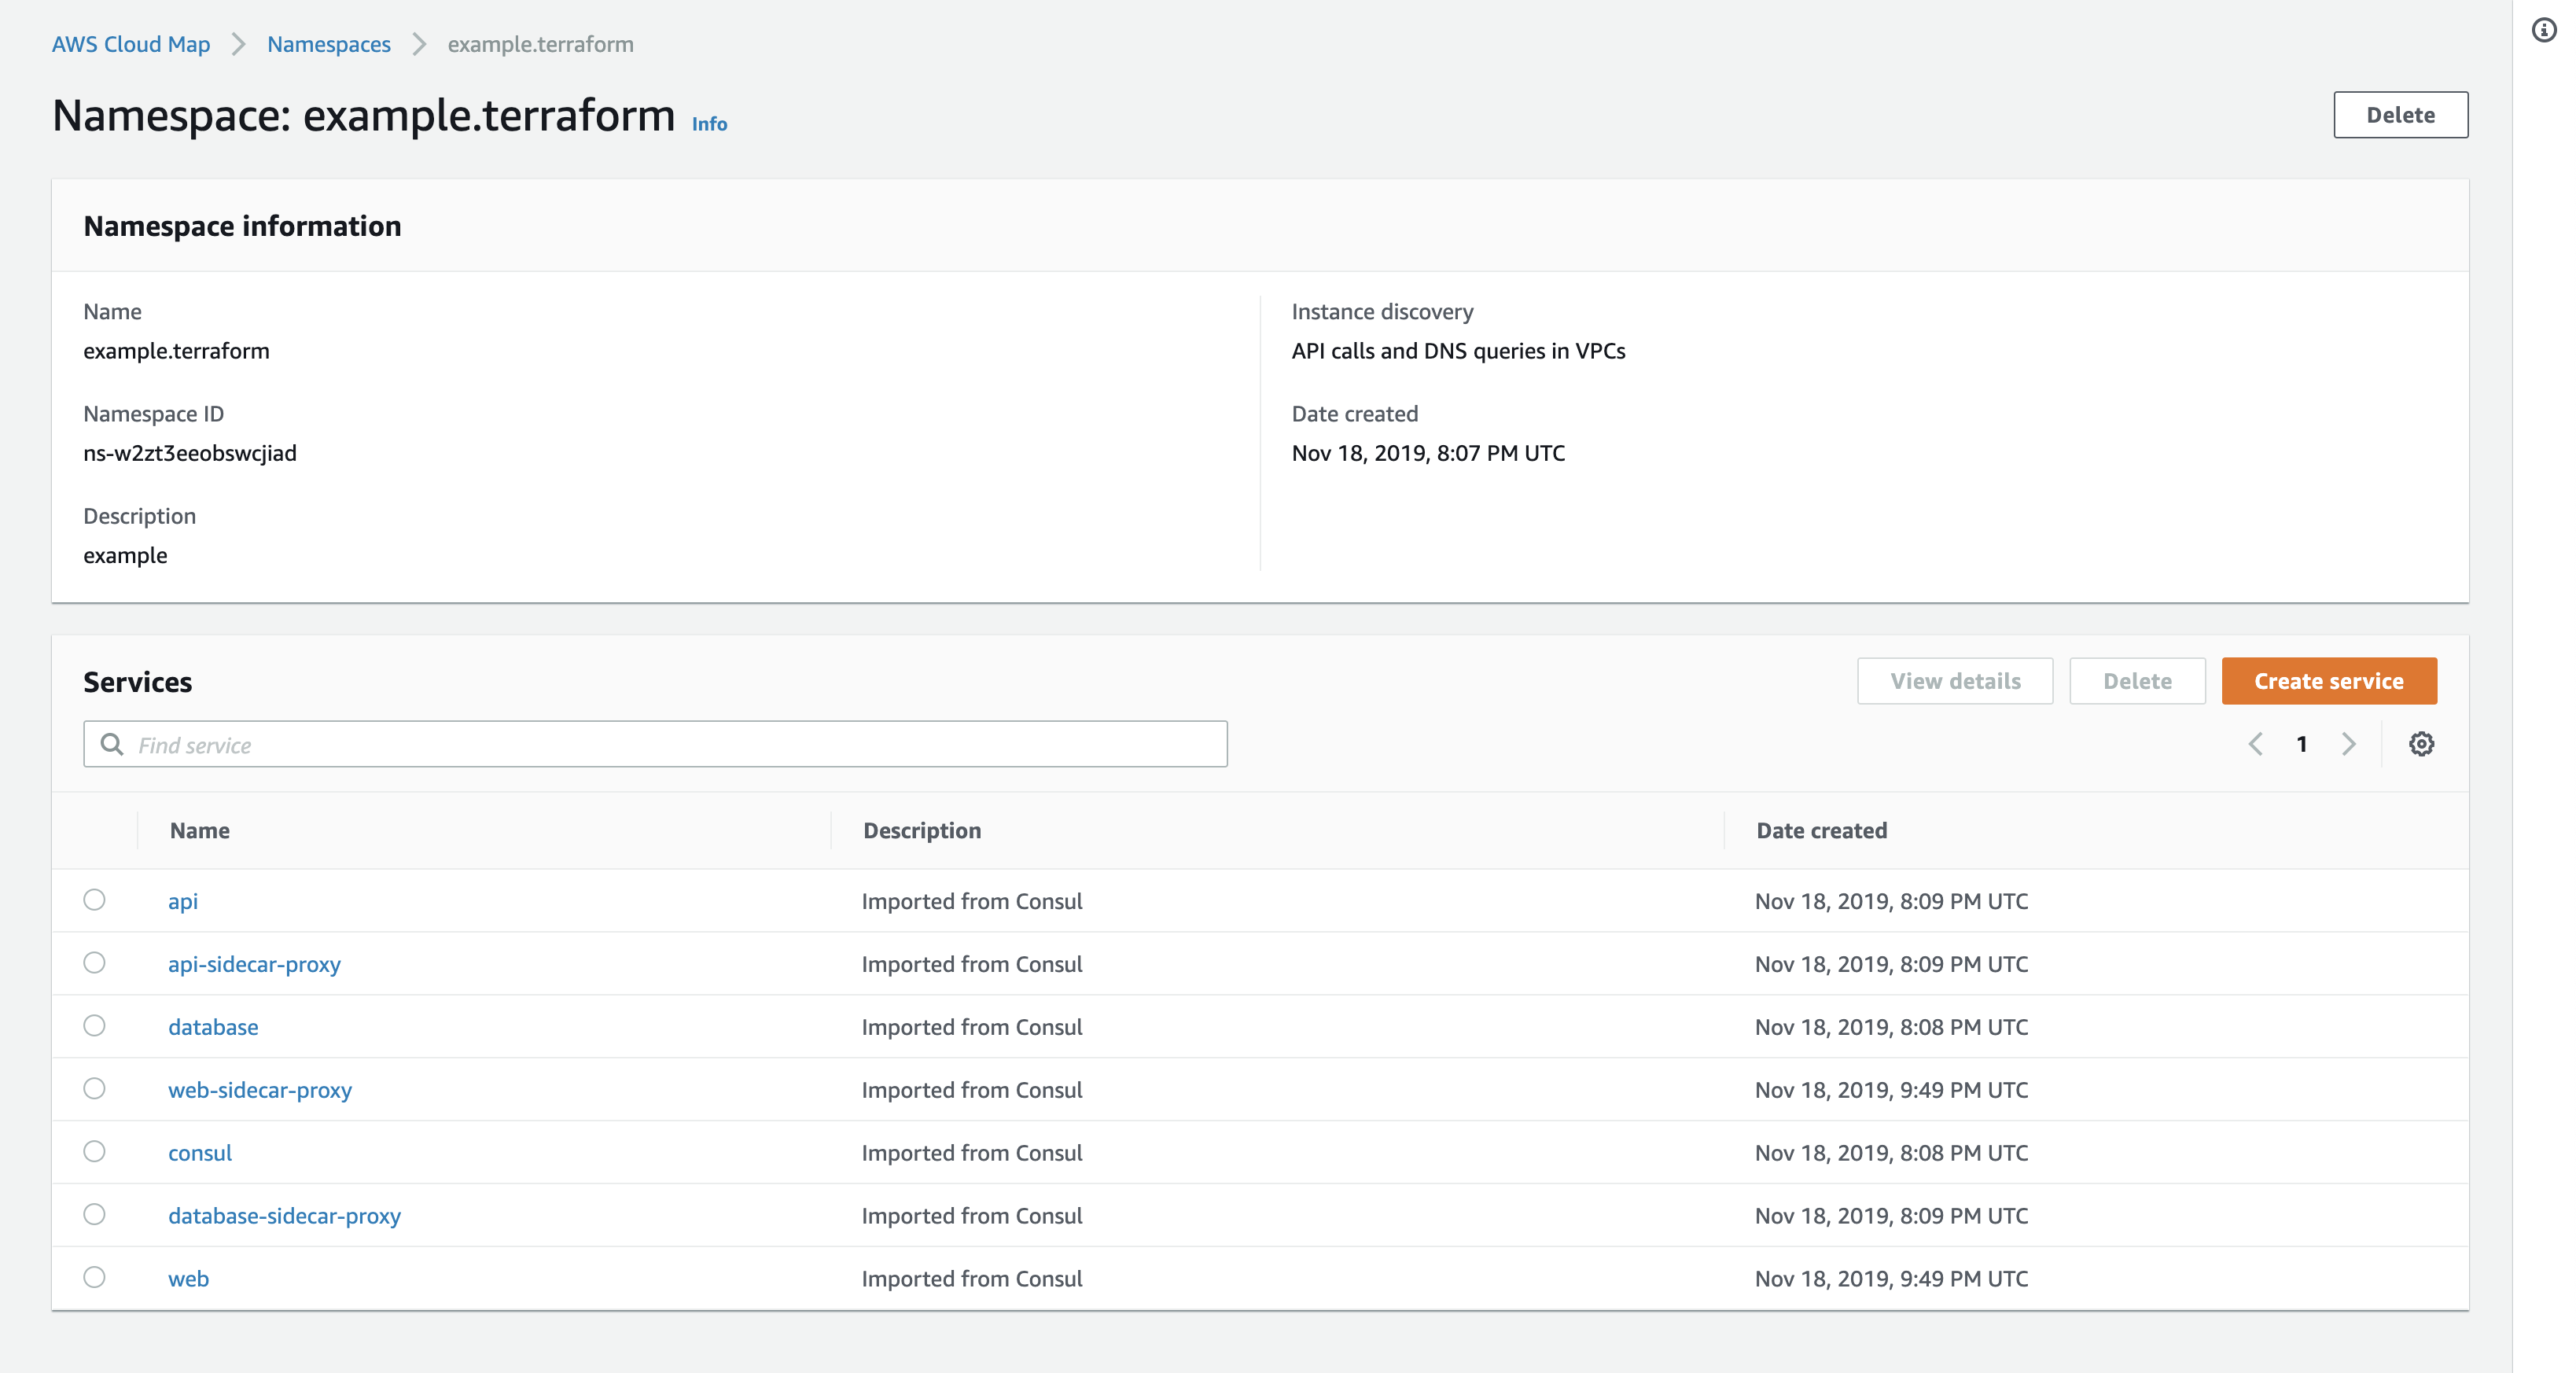 AWS Cloud Map Namespaces example.terraform
Namespace: example.terraform Info
Delete
Namespace information
Name
example.terraform
Namespace ID
ns-w2zt3eeobswcjiad
Description
example
Instance discovery
API calls and DNS queries in VPCs
Date created
Nov 18, 2019, 8:07 PM UTC
Services
View details Delete Create service
Find service
1
Name Description Date created
api Imported from Consul Nov 18, 2019, 8:09 PM UTC
api-sidecar-proxy Imported from Consul Nov 18, 2019, 8:09 PM UTC
database Imported from Consul Nov 18, 2019, 8:08 PM UTC
web-sidecar-proxy Imported from Consul Nov 18, 2019, 9:49 PM UTC
consul Imported from Consul Nov 18, 2019, 8:08 PM UTC
database-sidecar-proxy Imported from Consul Nov 18, 2019, 8:09 PM UTC
web Imported from Consul Nov 18, 2019, 9:49 PM UTC